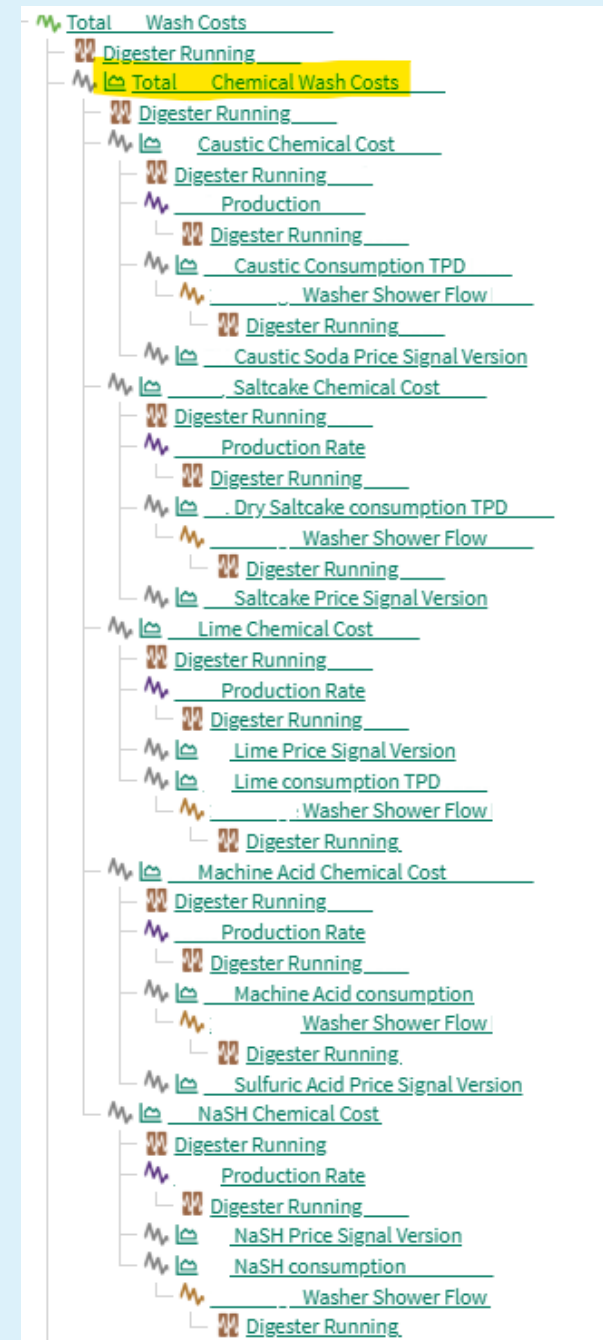 Total Wash Costs
Digester Running
Total Chemical Wash Costs
Digester Running
Caustic Chemical Cost
Digester Running
Production
Digester Running
Caustic Consumption TPD
Washer Shower Flow
Digester Running
Caustic Soda Price Signal Version
Saltcake Chemical Cost
Digester Running
Production Rate
Digester Running
Dry Saltcake consumption TPD
Washer Shower Flow
Digester Running
Saltcake Price Signal Version
Lime Chemical Cost
Digester Running
Production Rate
Digester Running
Lime Price Signal Version
Lime consumption TPD
Washer Shower Flow
Digester Running
Machine Acid Chemical Cost
Digester Running
Production Rate
Digester Running
Machine Acid consumption
Washer Shower Flow
Digester Running
Sulfuric Acid Price Signal Version
NaSH Chemical Cost
Digester Running
Production Rate
Digester Running
NaSH Price Signal Version
NaSH consumption
Washer Shower Flow
Digester Running